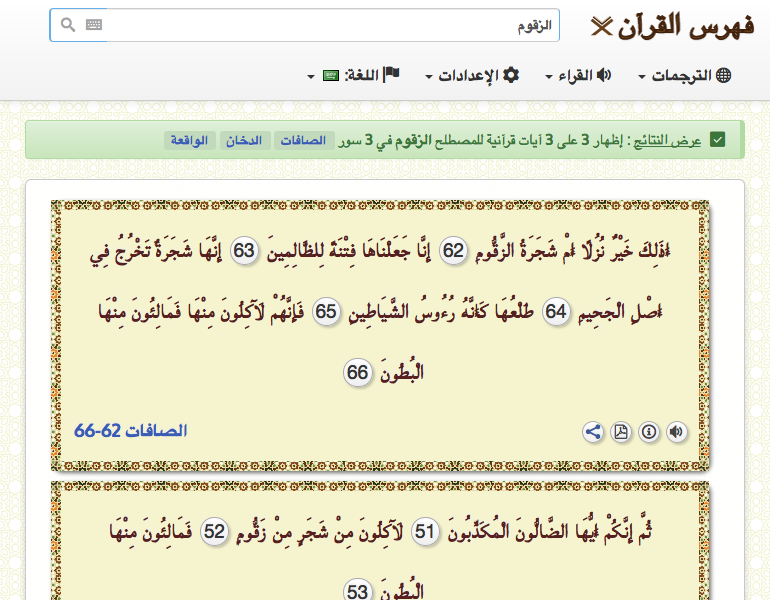 فهرس القرآن
الزقوم
الترجمات
القراء
الإعدادات
اللغة:
عرض النتائج : إظهار 3 على 3 آيات قرآنية للمصطلح الزقوم في 3 سور الصافات الدخان الواقعة
أَذَٰلِكَ خَيْرٌ نُزُلًا أَمْ شَجَرَةُ الزَّقُّومِ 62 إِنَّا جَعَلْنَاهَا فِتْنَةً لِلظَّالِمِينَ 63 إِنَّهَا شَجَرَةٌ تَخْرُجُ فِي
أَصْلِ الْجَحِيمِ 64 طَلْعُهَا كَأَنَّهُ رُءُوسُ الشَّيَاطِينِ 65 فَإِنَّهُمْ لَآكِلُونَ مِنْهَا فَمَالِئُونَ مِنْهَا
الْبُطُونَ 66
الصافات 62-66
ثُمَّ إِنَّكُمْ أَيُّهَا الضَّالُّونَ الْمُكَذِّبُونَ 51 لَآكِلُونَ مِنْ شَجَرٍ مِنْ زَقُّومٍ 52 فَمَالِئُونَ مِنْهَا
الْبُطُونَ 53